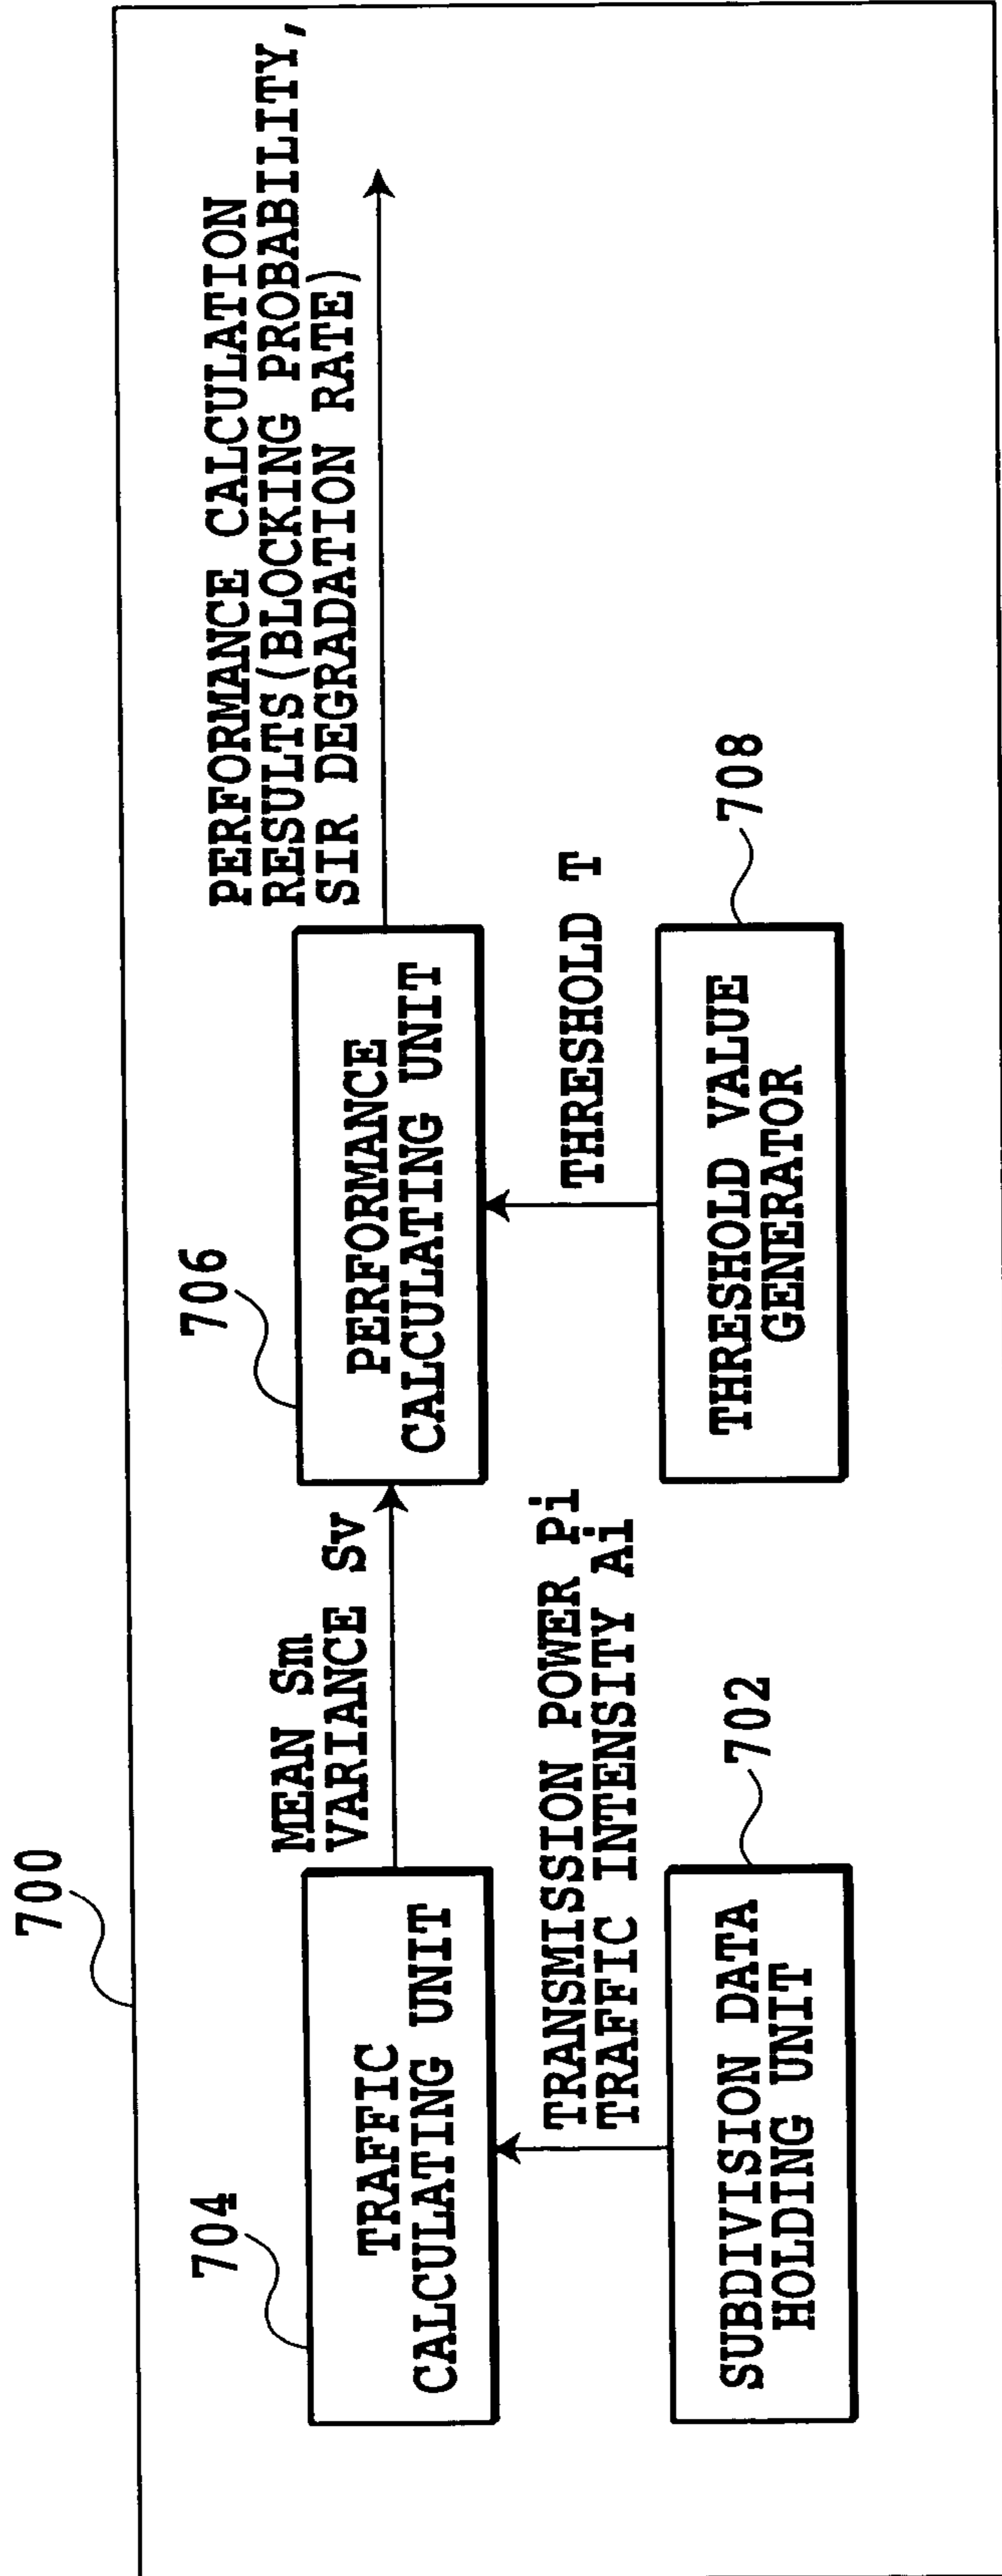 700
704
TRAFFIC
CALCULATING UNIT
MEAN Sm
VARIANCE Sv
706
PERFORMANCE
CALCULATING UNIT
PERFORMANCE CALCULATION
RESULTS(BLOCKING PROBABILITY,
SIR DEGRADATION RATE)
TRANSMISSION POWER Pi
TRAFFIC INTENSITY Ai
THRESHOLD T
702
SUBDIVISION DATA
HOLDING UNIT
708
THRESHOLD VALUE
GENERATOR